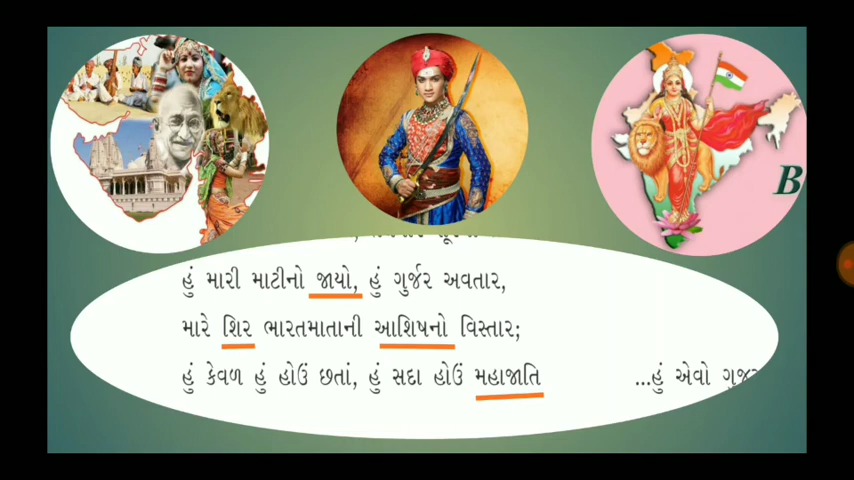 B
હું મારી માટીનો જાયો, હું ગુર્જર અવતાર,
મારે શિર ભારતમાતાની આશિષનો વિસ્તાર;
હું કેવળ હું હોઉં છતાં, હું સદા હોઉં મહાજાતિ ...હું એવો